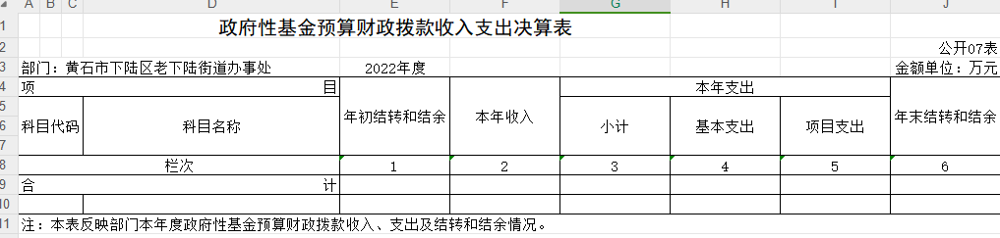 A B C D E F G H I J
1 政府性基金预算财政拨款收入支出决算表
2 公开07表
3 部门：黄石市下陆区老下陆街道办事处 2022年度 金额单位：万元
4 项 目 本年支出
5
科目代码 科目名称 年初结转和结余 本年收入 小计 基本支出 项目支出 年末结转和结余
6
7
8 栏次 1 2 3 4 5 6
9 合 计
10
11 注：本表反映部门本年度政府性基金预算财政拨款收入、支出及结转和结余情况。